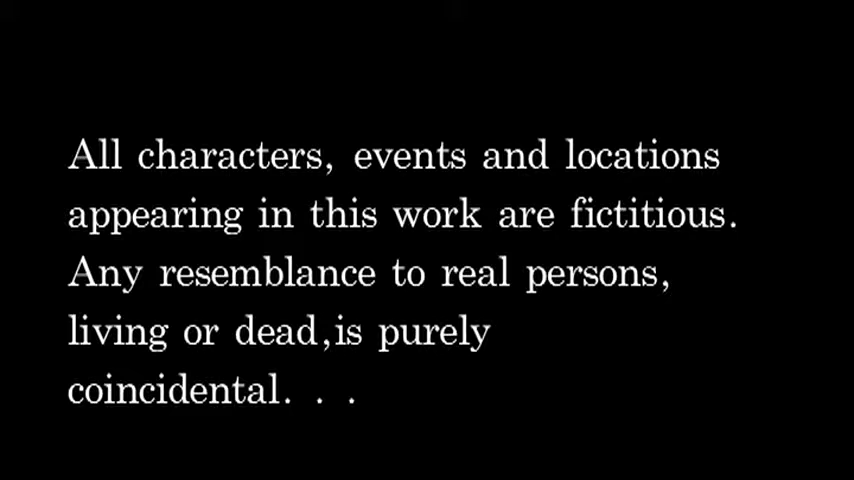 All characters, events and locations
appearing in this work are fictitious.
Any resemblance to real persons,
living or dead,is purely
coincidental. . .